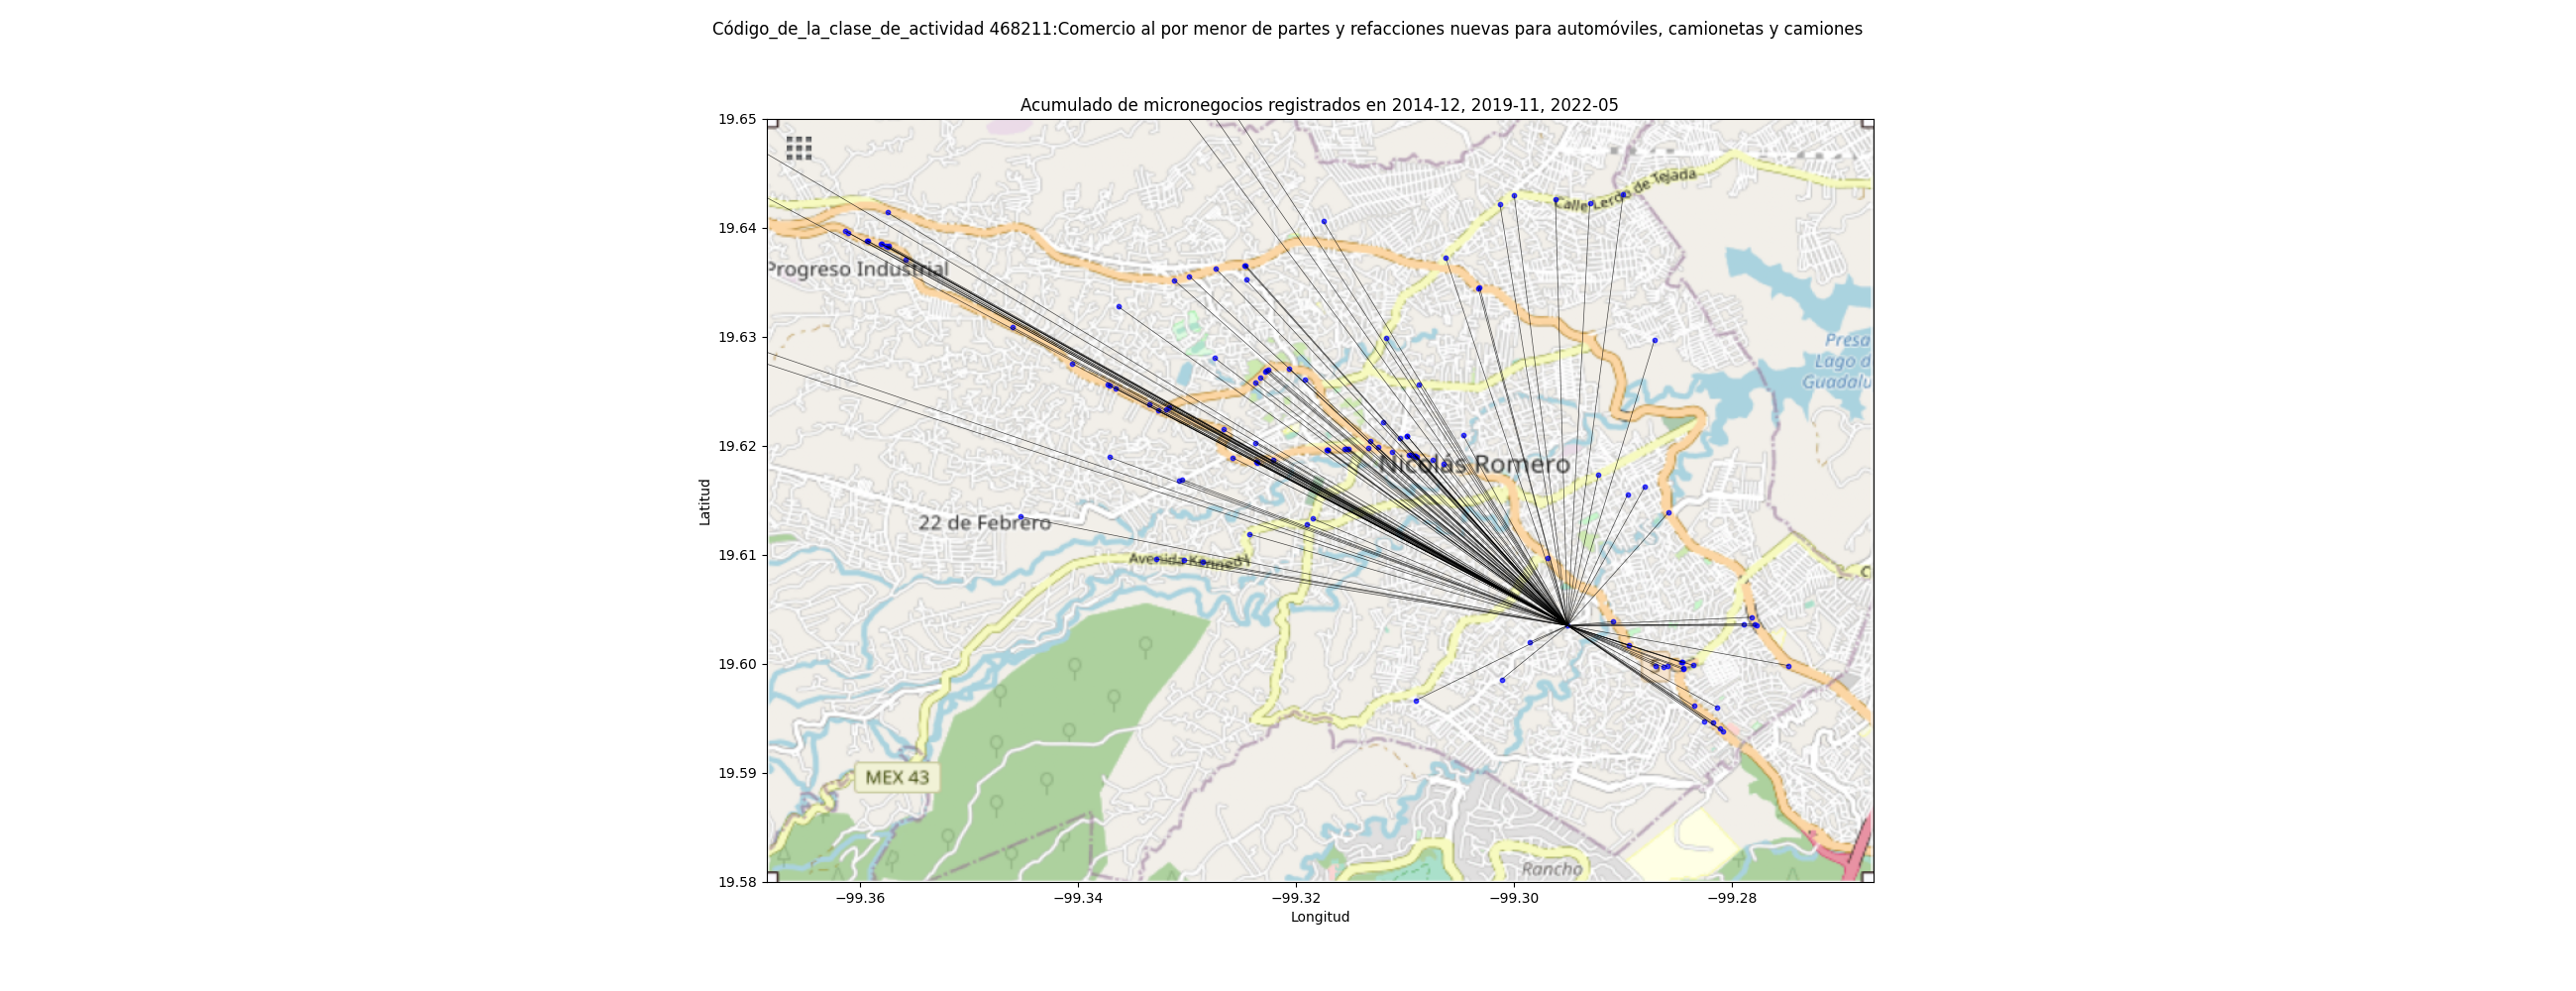 Código_de_la_clase_de_actividad 468211:Comercio al por menor de partes y refacciones nuevas para automóviles, camionetas y camiones
Acumulado de micronegocios registrados en 2014-12, 2019-11, 2022-05
19.65
19.64
19.63
19.62
19.61
19.60
19.59
19.58
Latitud
Calle Lerdo de Tejada
Progreso Industrial
Presa
Lago d
Guadalu
Nicolás Romero
22 de Febrero
Avenida Kennedy
C
MEX 43
Rancho
−99.36
−99.34
−99.32
−99.30
−99.28
Longitud